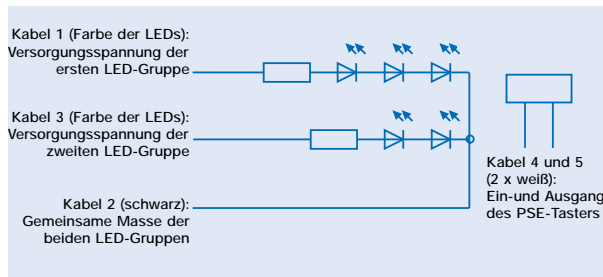 Kabel 1 (Farbe der LEDs):
Versorgungsspannung der
ersten LED-Gruppe
Kabel 3 (Farbe der LEDs):
Versorgungsspannung der
zweiten LED-Gruppe
Kabel 2 (schwarz):
Gemeinsame Masse der
beiden LED-Gruppen
Kabel 4 und 5
(2 x weiß):
Ein-und Ausgang
des PSE-Tasters